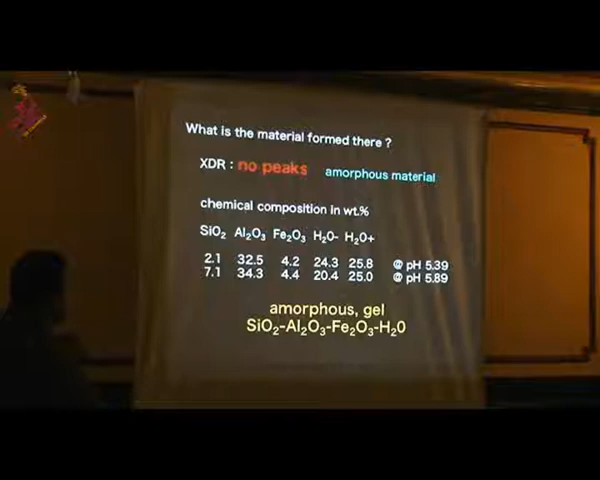 What is the material formed there ?
XDR : no peaks amorphous material
chemical composition in wt.%
SiO₂ Al₂O₃ Fe₂O₃ H₂O- H₂O+
2.1 32.5 4.2 24.3 25.8 @ pH 5.39
7.1 34.3 4.4 20.4 25.0 @ pH 5.89
amorphous, gel
SiO₂-Al₂O₃-Fe₂O₃-H₂0